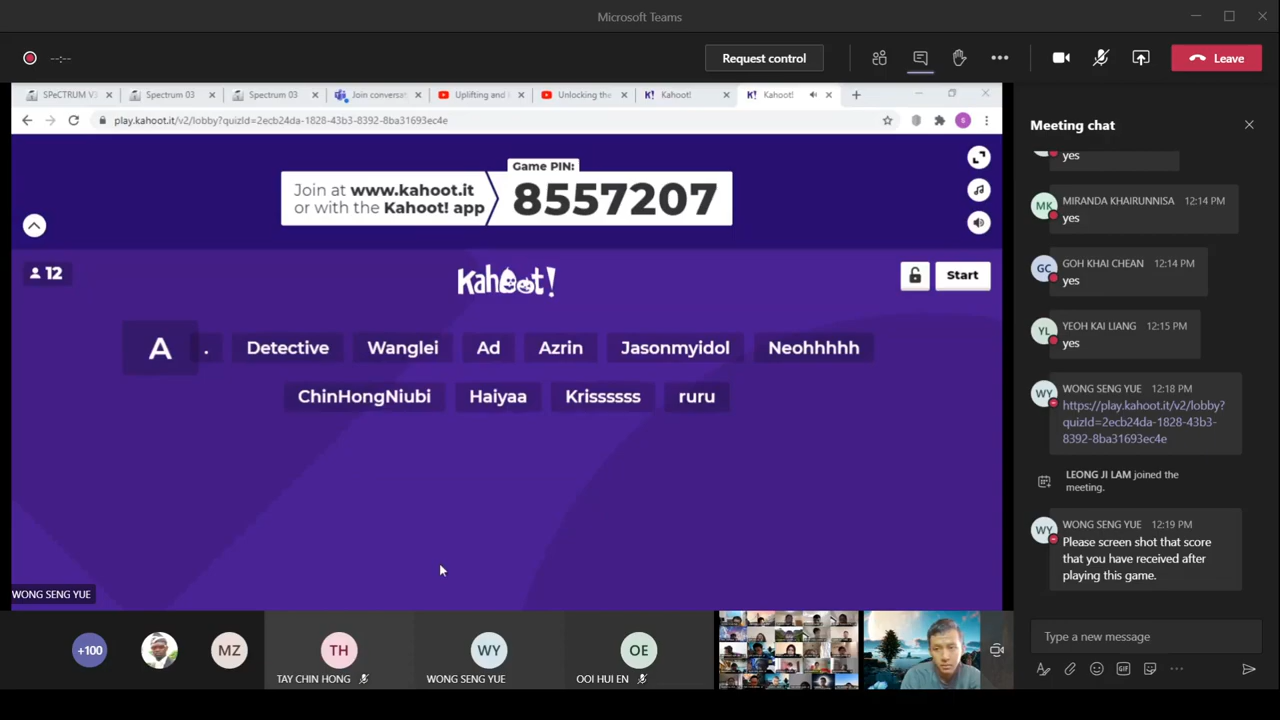 Microsoft Teams
--:--
Request control
Leave
SPeCTRUM V3
Spectrum 03
Spectrum 03
Join conversa
Uplifting and
Unlocking the
Kahoot!
Kahoot!
play.kahoot.it/v2/lobby?quizId=2ecb24da-1828-43b3-8392-8ba31693ec4e
Game PIN:
Join at www.kahoot.it
or with the Kahoot! app
8557207
12
Kahoot!
Start
A
.
Detective
Wanglei
Ad
Azrin
Jasonmyidol
Neohhhhh
ChinHongNiubi
Haiyaa
Krissssss
ruru
WONG SENG YUE
+100
MZ
TH
TAY CHIN HONG
WY
WONG SENG YUE
OE
OOI HUI EN
Meeting chat
yes
MK
MIRANDA KHAIRUNNISA 12:14 PM
yes
GC
GOH KHAI CHEAN 12:14 PM
yes
YL
YEOH KAI LIANG 12:15 PM
yes
WY
WONG SENG YUE 12:18 PM
https://play.kahoot.it/v2/lobby?
quizId=2ecb24da-1828-43b3-
8392-8ba31693ec4e
LEONG JI LAM joined the
meeting.
WY
WONG SENG YUE 12:19 PM
Please screen shot that score
that you have received after
playing this game.
Type a new message
GIF